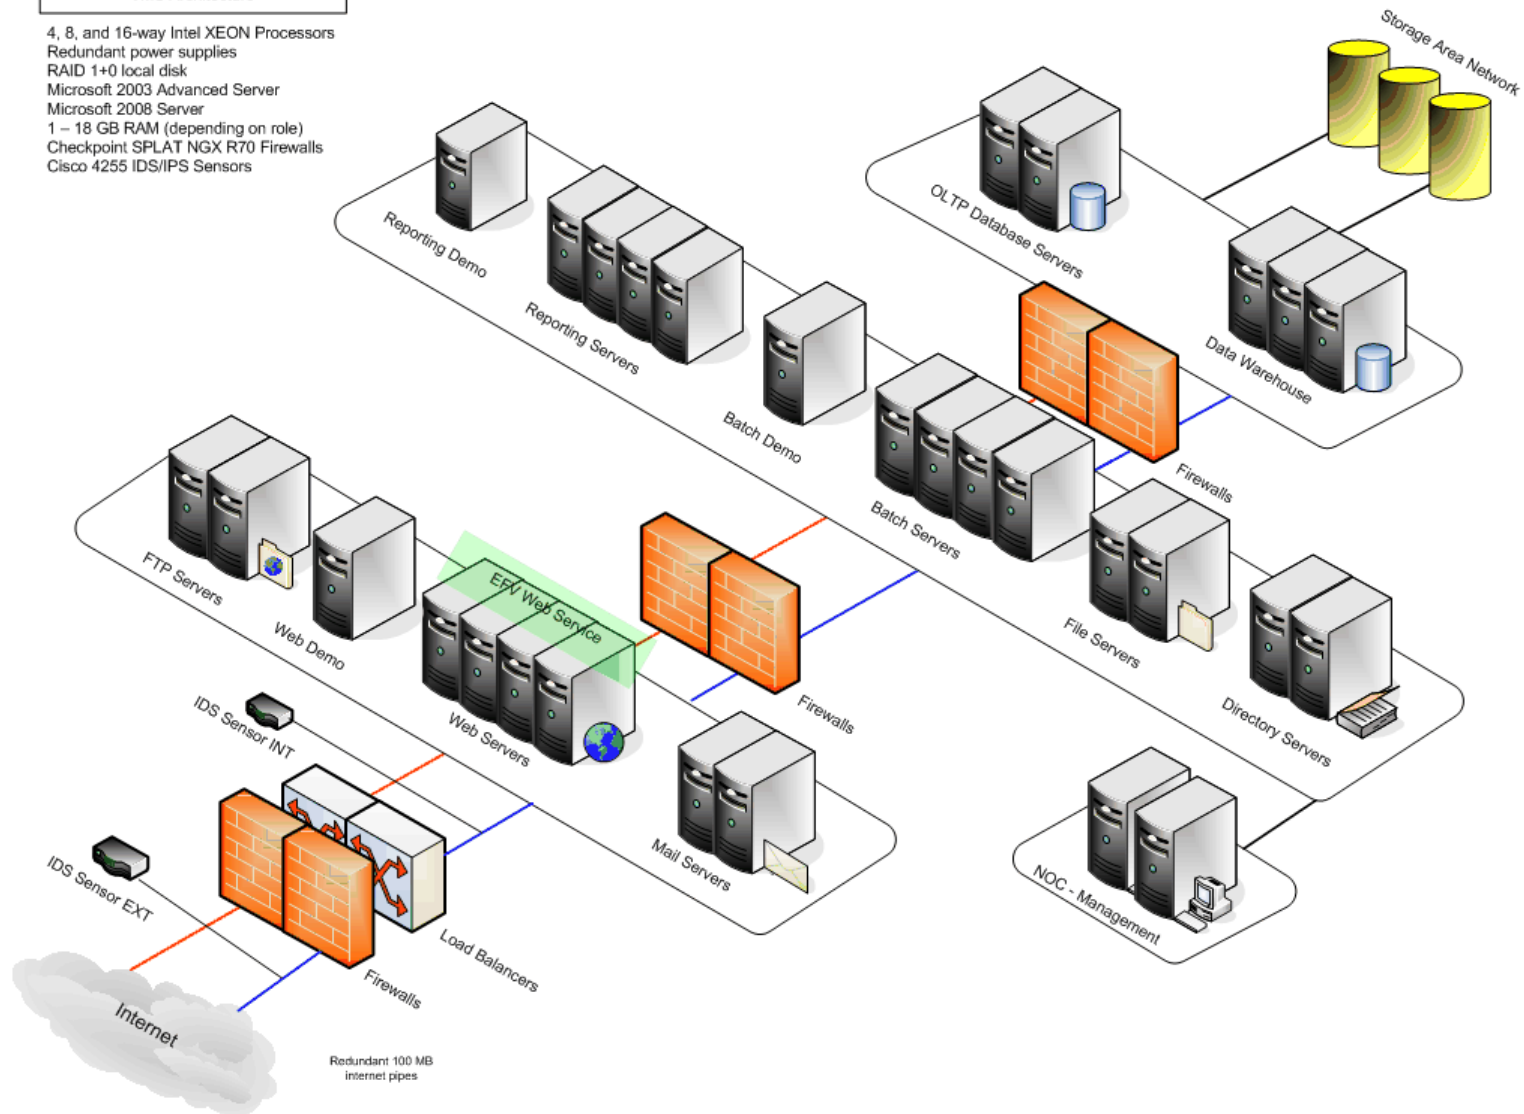 4, 8, and 16-way Intel XEON Processors
Redundant power supplies
RAID 1+0 local disk
Microsoft 2003 Advanced Server
Microsoft 2008 Server
1 – 18 GB RAM (depending on role)
Checkpoint SPLAT NGX R70 Firewalls
Cisco 4255 IDS/IPS Sensors
Storage Area Network
OLTP Database Servers
Data Warehouse
Firewalls
Reporting Demo
Reporting Servers
Batch Demo
Batch Servers
File Servers
Directory Servers
FTP Servers
Web Demo
EFV Web Service
Web Servers
Mail Servers
Firewalls
IDS Sensor INT
IDS Sensor EXT
Load Balancers
Firewalls
NOC - Management
Internet
Redundant 100 MB
internet pipes